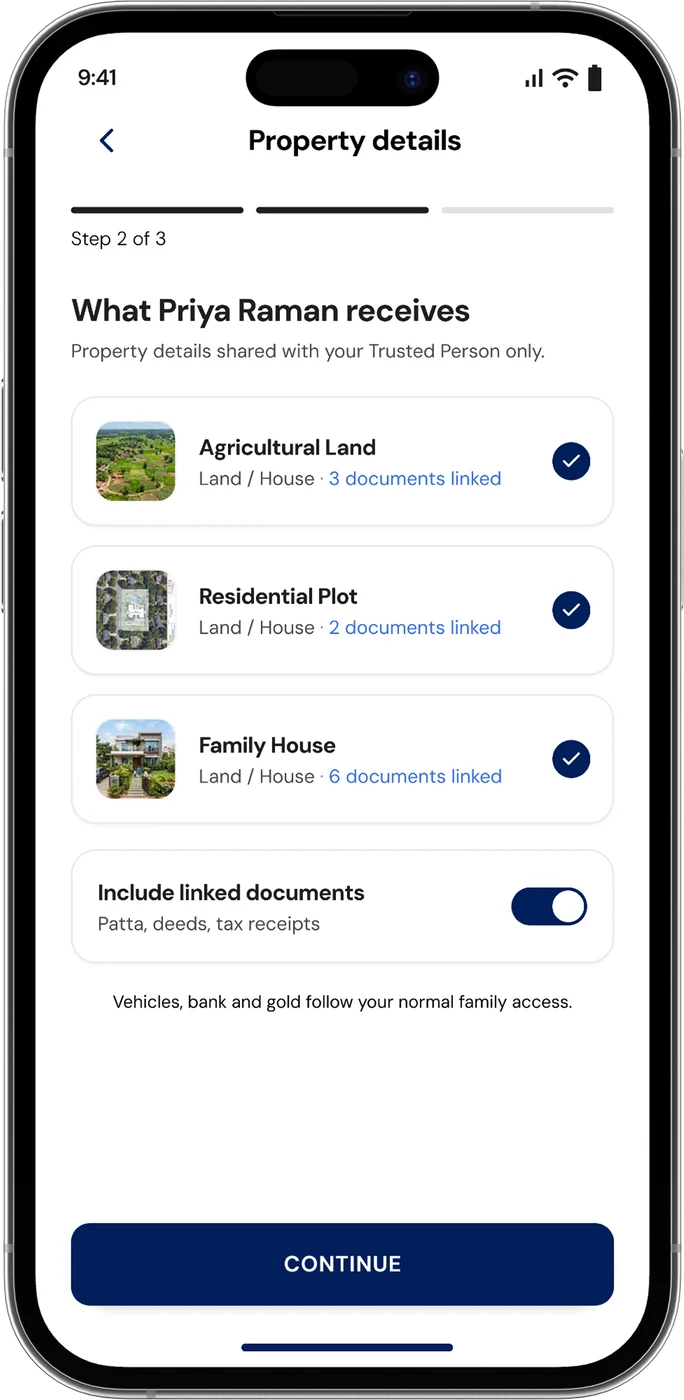 9:41
Property details
Step 2 of 3
What Priya Raman receives
Property details shared with your Trusted Person only.
Agricultural Land
Land / House · 3 documents linked
Residential Plot
Land / House · 2 documents linked
Family House
Land / House · 6 documents linked
Include linked documents
Patta, deeds, tax receipts
Vehicles, bank and gold follow your normal family access.
CONTINUE